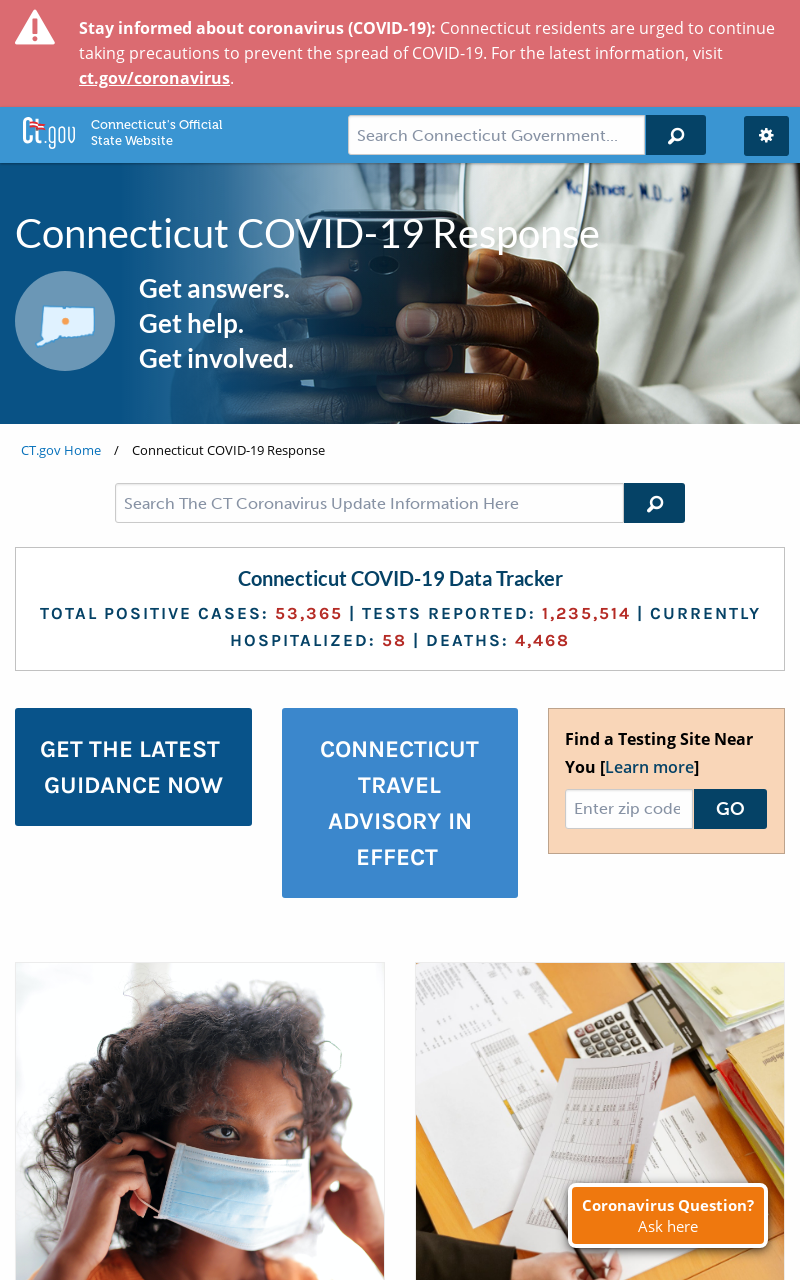 Stay informed about coronavirus (COVID-19): Connecticut residents are urged to continue
taking precautions to prevent the spread of COVID-19. For the latest information, visit
ct.gov/coronavirus.
Ct.gov
Connecticut's Official
State Website
Search Connecticut Government...
Connecticut COVID-19 Response
Get answers.
Get help.
Get involved.
CT.gov Home / Connecticut COVID-19 Response
Search The CT Coronavirus Update Information Here
Connecticut COVID-19 Data Tracker
TOTAL POSITIVE CASES: 53,365 | TESTS REPORTED: 1,235,514 | CURRENTLY
HOSPITALIZED: 58 | DEATHS: 4,468
GET THE LATEST
GUIDANCE NOW
CONNECTICUT
TRAVEL
ADVISORY IN
EFFECT
Find a Testing Site Near
You [Learn more]
Enter zip code
GO
Coronavirus Question?
Ask here